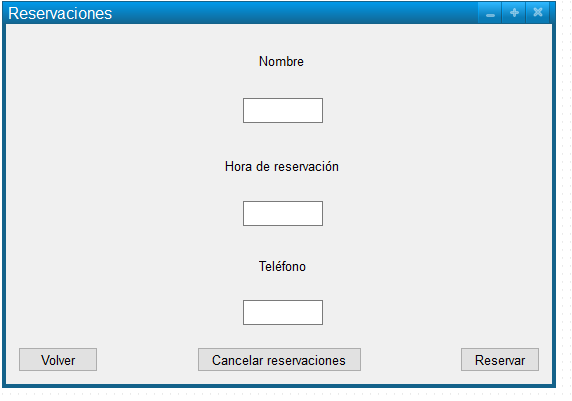 Reservaciones
Nombre
Hora de reservación
Teléfono
Volver
Cancelar reservaciones
Reservar